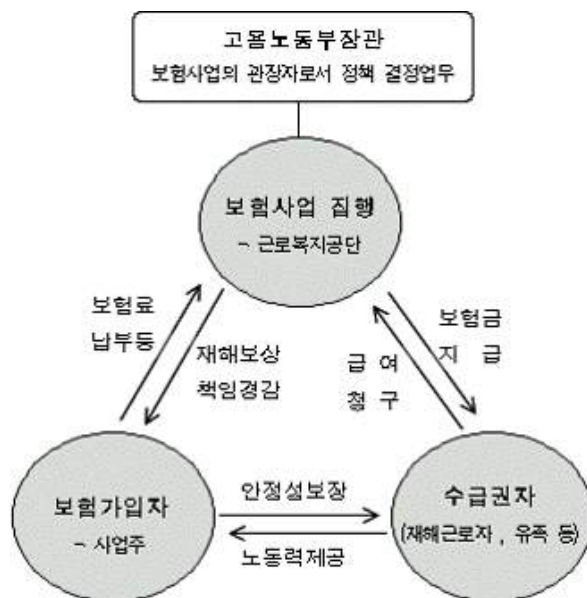 고용노동부장관
보험사업의 관장자로서 정책 결정업무
보험사업 집행
- 근로복지공단
보험료
납부등
재해보상
책임경감
급 여
청 구
보험금
지 급
보험가입자
- 사업주
안정성보장
노동력제공
수급권자
(재해근로자 , 유족 등)